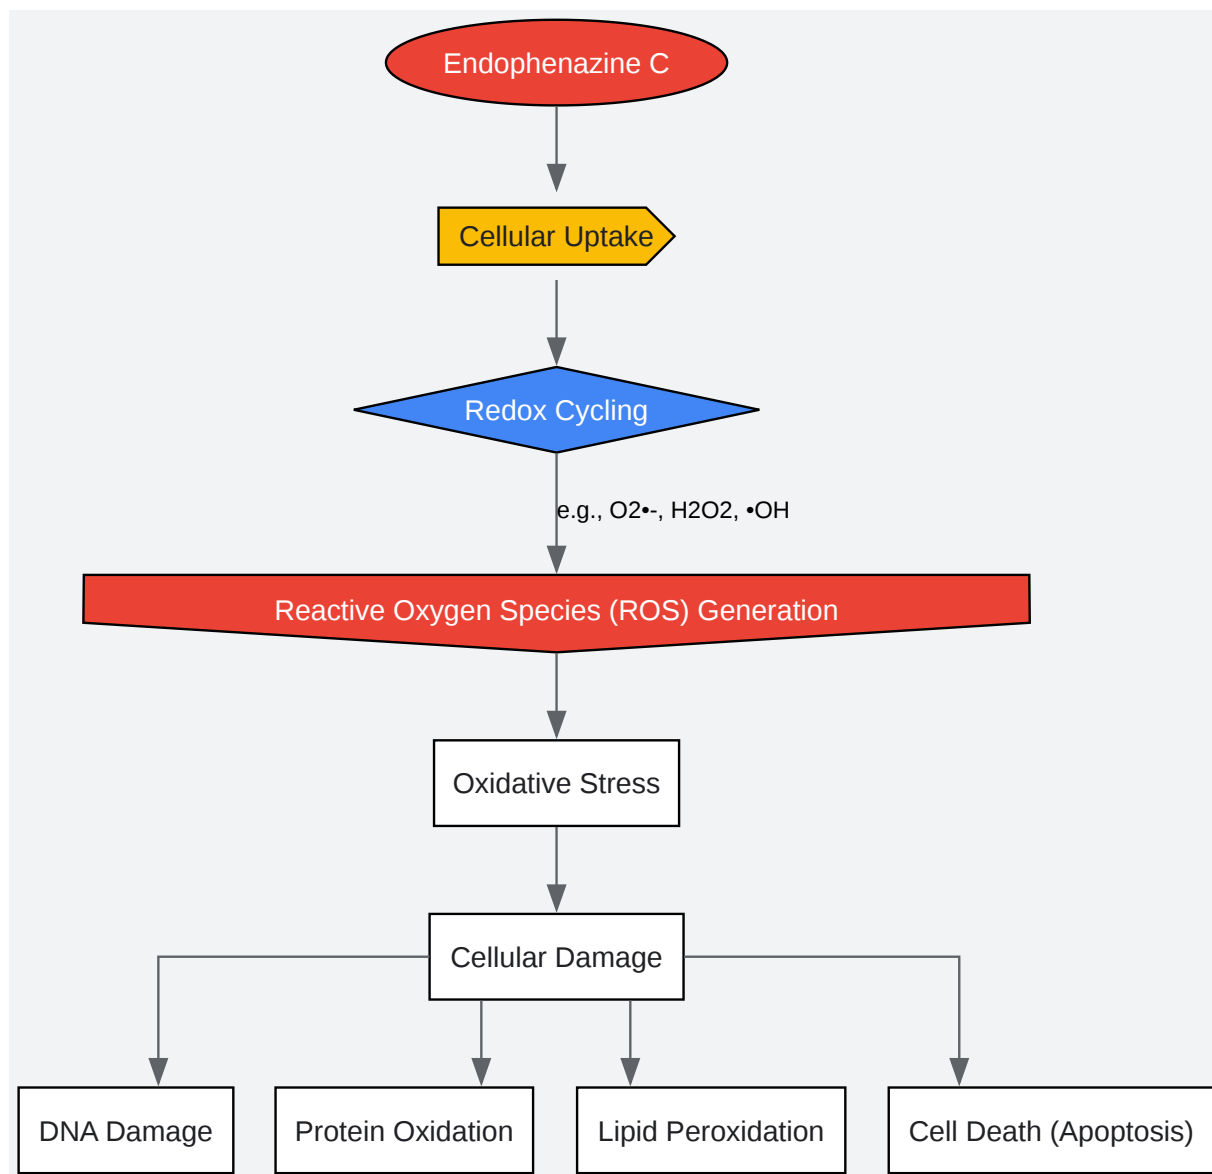 Endophenazine C
Cellular Uptake
Redox Cycling
e.g., O2•-, H2O2, •OH
Reactive Oxygen Species (ROS) Generation
Oxidative Stress
Cellular Damage
DNA Damage
Protein Oxidation
Lipid Peroxidation
Cell Death (Apoptosis)